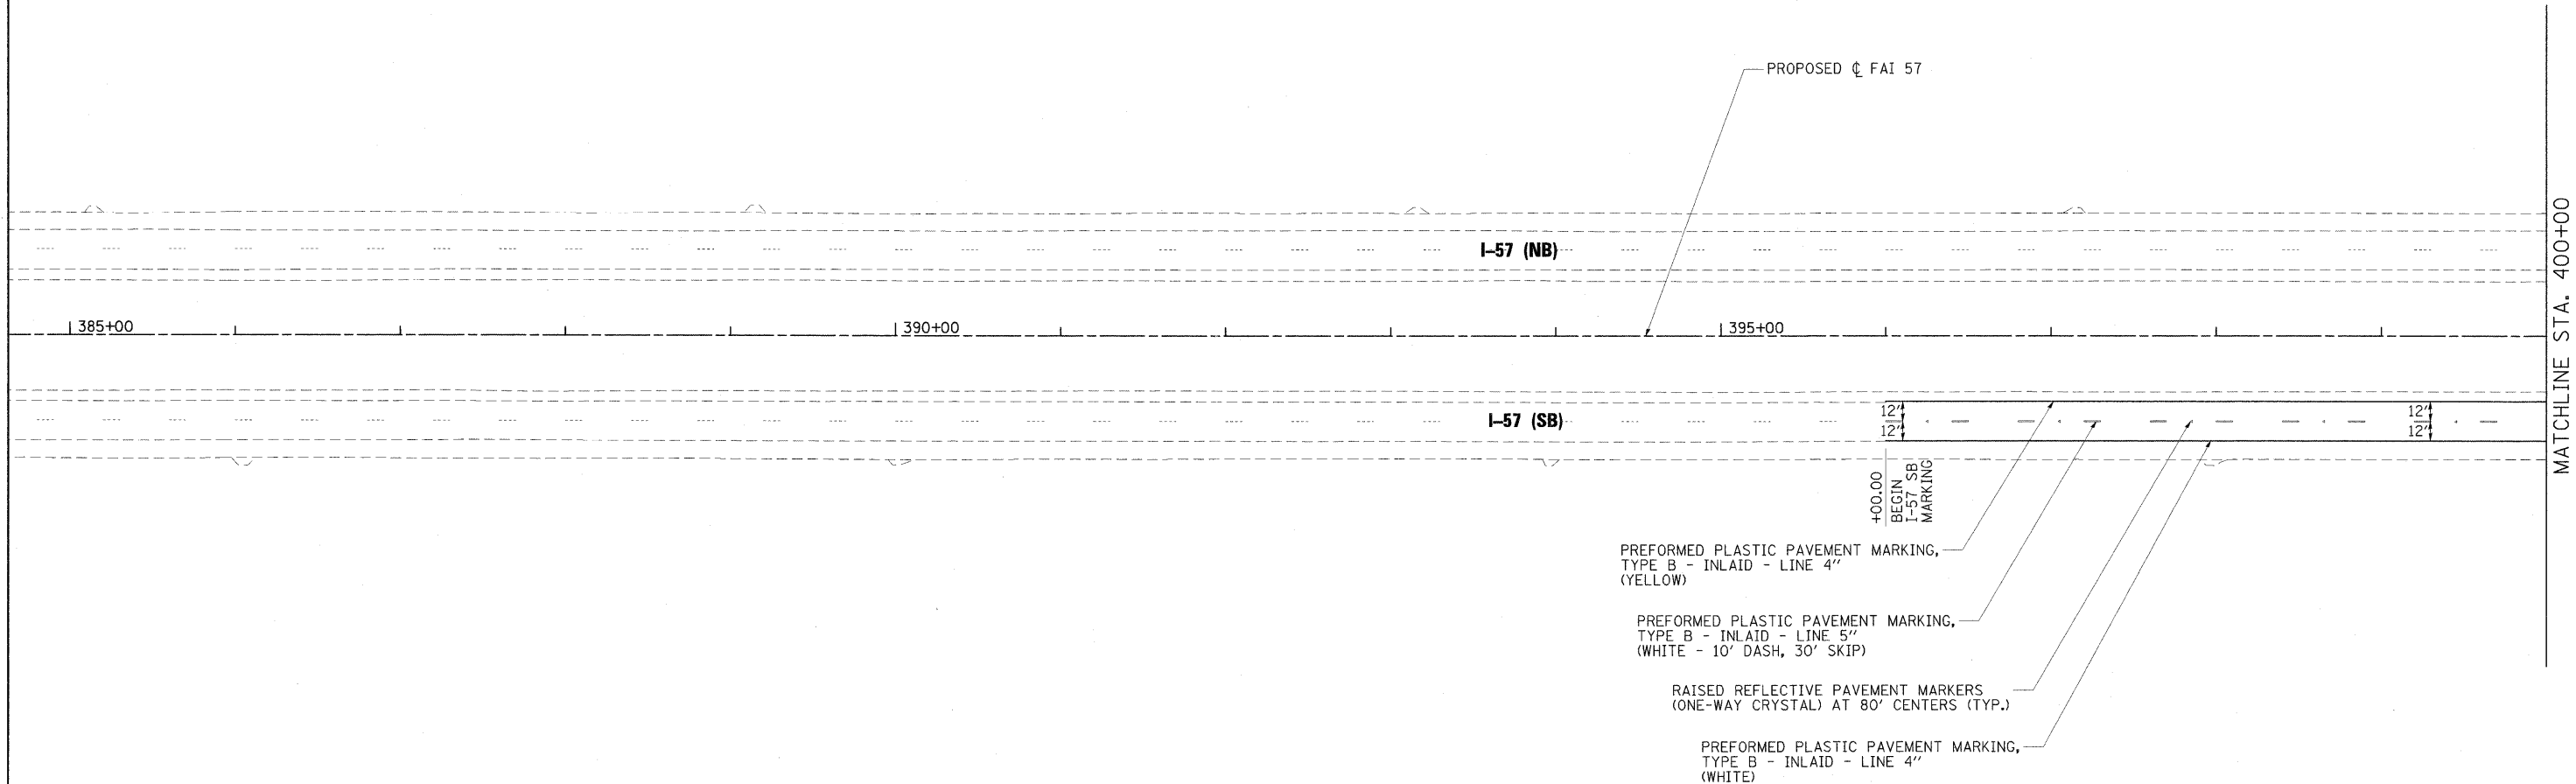 PROPOSED ℄ FAI 57
I-57 (NB)
MATCHLINE STA. 400+00
385+00
390+00
395+00
I-57 (SB)
12'
12'
12'
12'
+00.00
BEGIN
I-57 SB
MARKING
PREFORMED PLASTIC PAVEMENT MARKING,
TYPE B - INLAID - LINE 4"
(YELLOW)
PREFORMED PLASTIC PAVEMENT MARKING,
TYPE B - INLAID - LINE 5"
(WHITE - 10' DASH, 30' SKIP)
RAISED REFLECTIVE PAVEMENT MARKERS
(ONE-WAY CRYSTAL) AT 80' CENTERS (TYP.)
PREFORMED PLASTIC PAVEMENT MARKING,
TYPE B - INLAID - LINE 4"
(WHITE)